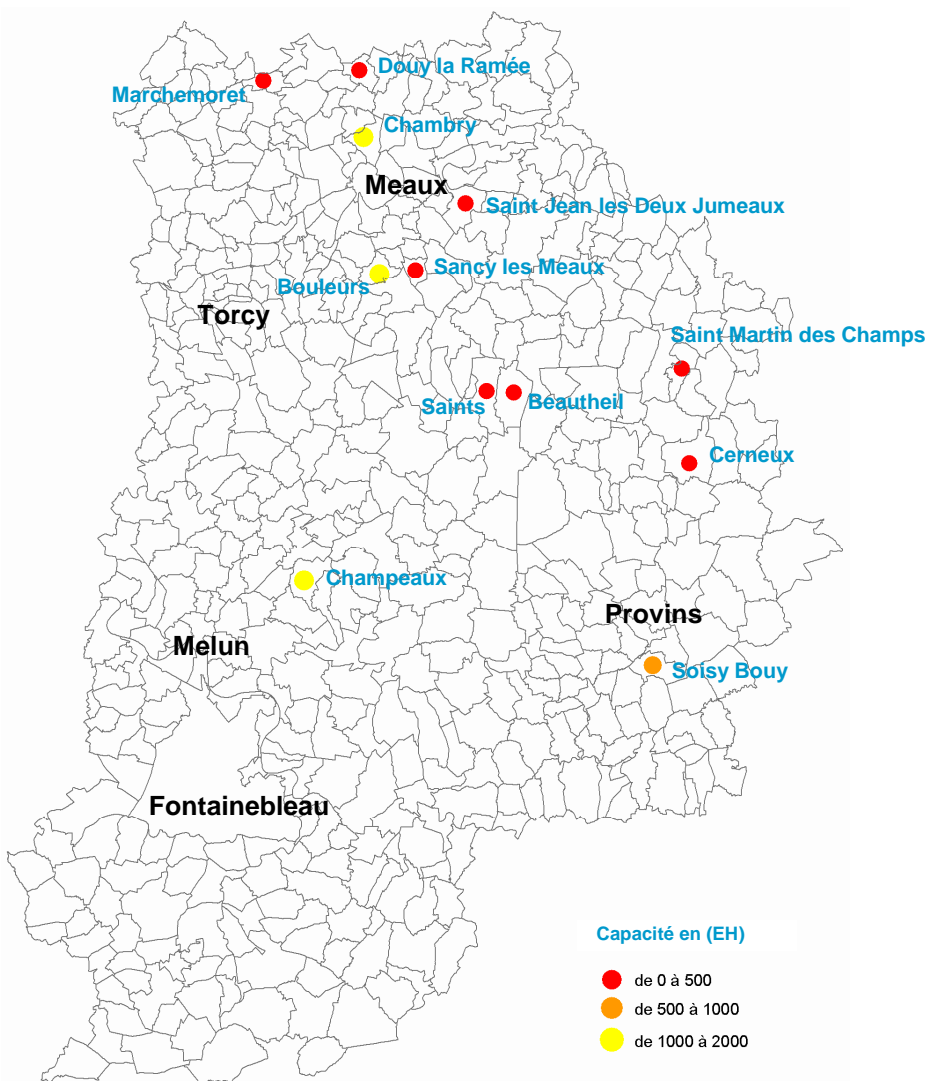 Douy la Ramée
Marchemoret
Chambry
Meaux
Saint Jean les Deux Jumeaux
Sancy les Meaux
Bouleurs
Torcy
Saint Martin des Champs
Saints
Beautheil
Cerneux
Champeaux
Provins
Melun
Soisy Bouy
Fontainebleau
Capacité en (EH)
de 0 à 500
de 500 à 1000
de 1000 à 2000